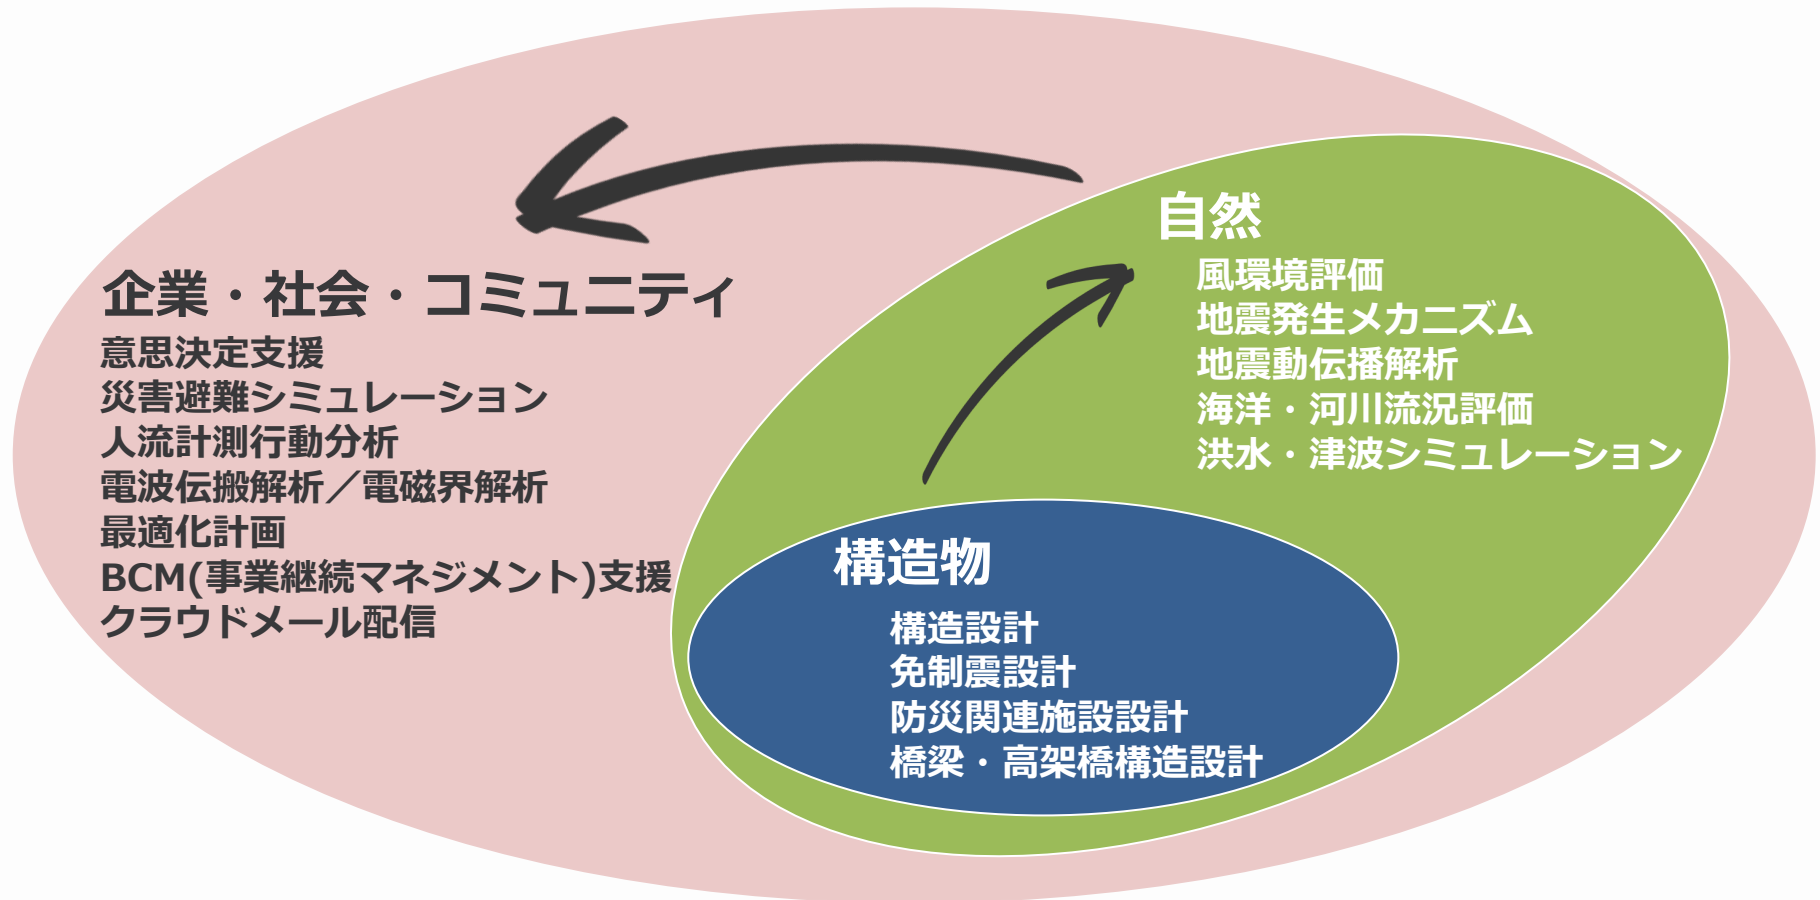 企業・社会・コミュニティ
意思決定支援
災害避難シミュレーション
人流計測行動分析
電波伝搬解析／電磁界解析
最適化計画
BCM(事業継続マネジメント)支援
クラウドメール配信
自然
風環境評価
地震発生メカニズム
地震動伝播解析
海洋・河川流況評価
洪水・津波シミュレーション
構造物
構造設計
免制震設計
防災関連施設設計
橋梁・高架橋構造設計